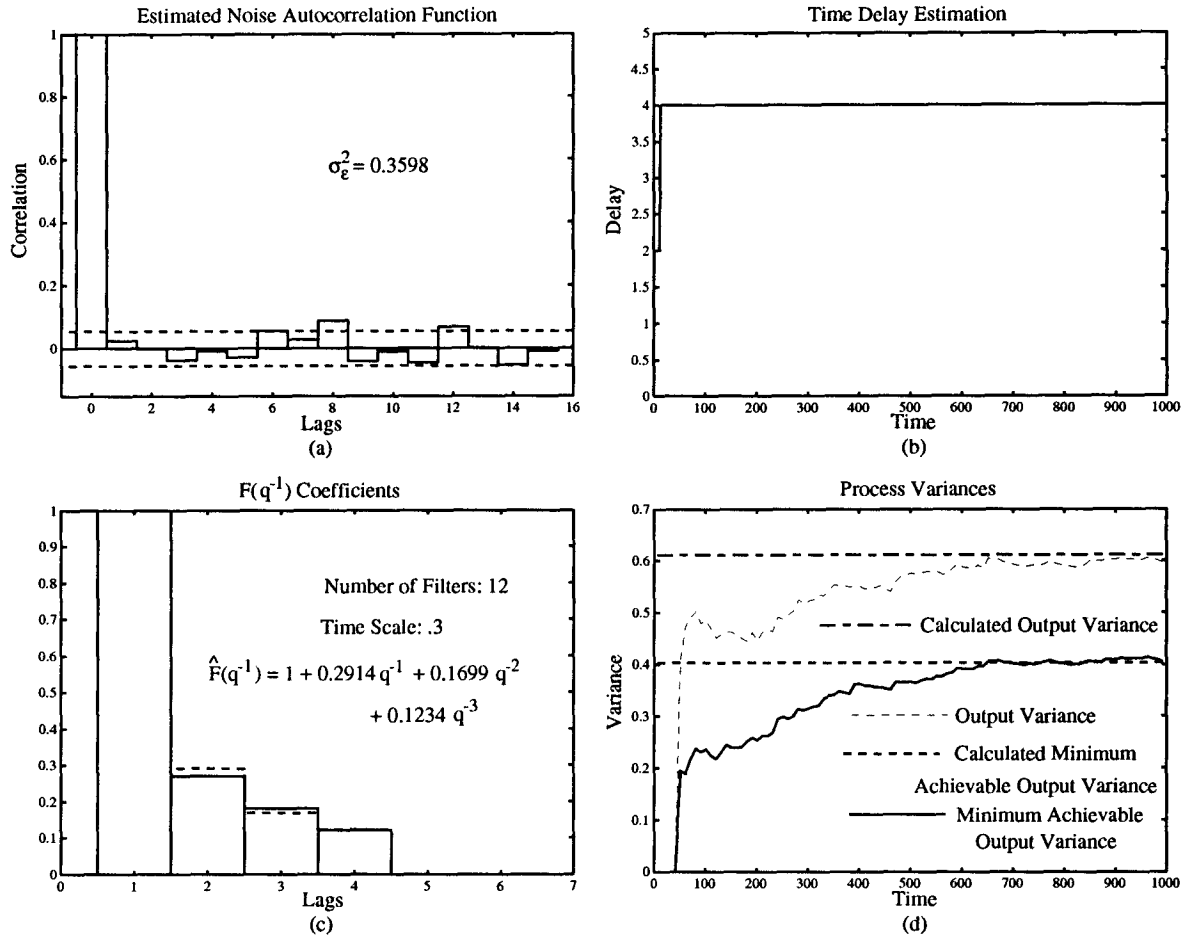 Estimated Noise Autocorrelation Function
1
0.8
0.6
0.4
0.2
0
Correlation
σ²ε = 0.3598
0 2 4 6 8 10 12 14 16
Lags
(a)
Time Delay Estimation
5
4.5
4
3.5
3
2.5
2
1.5
1
0.5
0
Delay
0 100 200 300 400 500 600 700 800 900 1000
Time
(b)
F(q⁻¹) Coefficients
1
0.9
0.8
0.7
0.6
0.5
0.4
0.3
0.2
0.1
0
Number of Filters: 12
Time Scale: .3
F̂(q⁻¹) = 1 + 0.2914 q⁻¹ + 0.1699 q⁻²
+ 0.1234 q⁻³
0 1 2 3 4 5 6 7
Lags
(c)
Process Variances
0.7
0.6
0.5
0.4
0.3
0.2
0.1
0
Variance
Calculated Output Variance
Output Variance
Calculated Minimum
Achievable Output Variance
Minimum Achievable
Output Variance
0 100 200 300 400 500 600 700 800 900 1000
Time
(d)